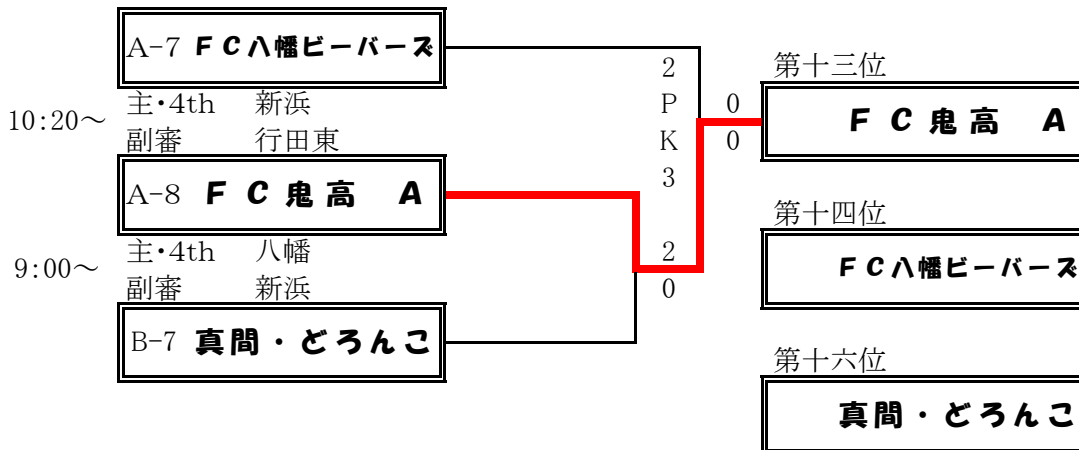 A-7 ＦＣ八幡ビーバーズ
10:20～
主・4th 新浜
副審 行田東
A-8 ＦＣ鬼高 A
9:00～
主・4th 八幡
副審 新浜
B-7 真間・どろんこ
2
P
K
3
0
0
2
0
第十三位
ＦＣ鬼高 A
第十四位
ＦＣ八幡ビーバーズ
第十六位
真間・どろんこ